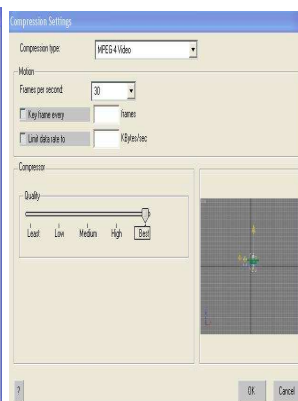 Compression Settings
Compression type: MPEG-4 Video
Motion
Frames per second: 30
Key frame every frames
Limit data rate to KBytes/sec
Compressor
Quality
Least Low Medium High Best
? OK Cancel